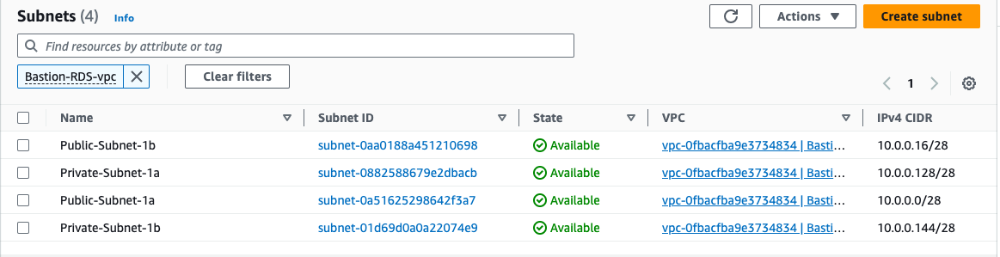 Subnets (4) Info Actions Create subnet
Find resources by attribute or tag
Bastion-RDS-vpc Clear filters 1
Name Subnet ID State VPC IPv4 CIDR
Public-Subnet-1b subnet-0aa0188a451210698 Available vpc-0fbacfba9e3734834 | Basti... 10.0.0.16/28
Private-Subnet-1a subnet-0882588679e2dbacb Available vpc-0fbacfba9e3734834 | Basti... 10.0.0.128/28
Public-Subnet-1a subnet-0a51625298642f3a7 Available vpc-0fbacfba9e3734834 | Basti... 10.0.0.0/28
Private-Subnet-1b subnet-01d69d0a0a22074e9 Available vpc-0fbacfba9e3734834 | Basti... 10.0.0.144/28